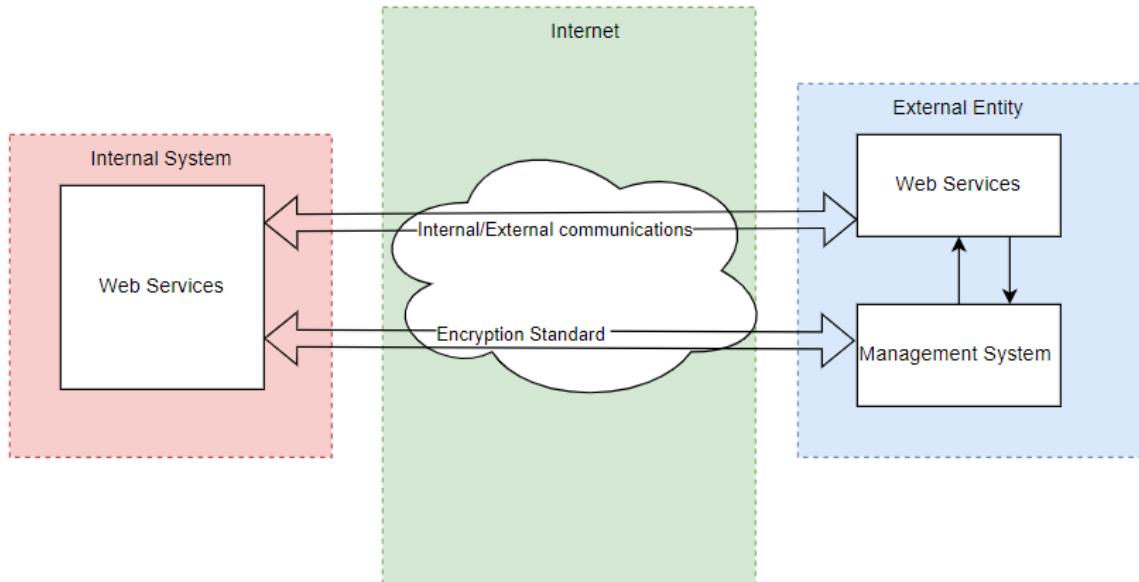 Internet
External Entity
Internal System
Web Services
Internal/External communications
Web Services
Encryption Standard
Management System